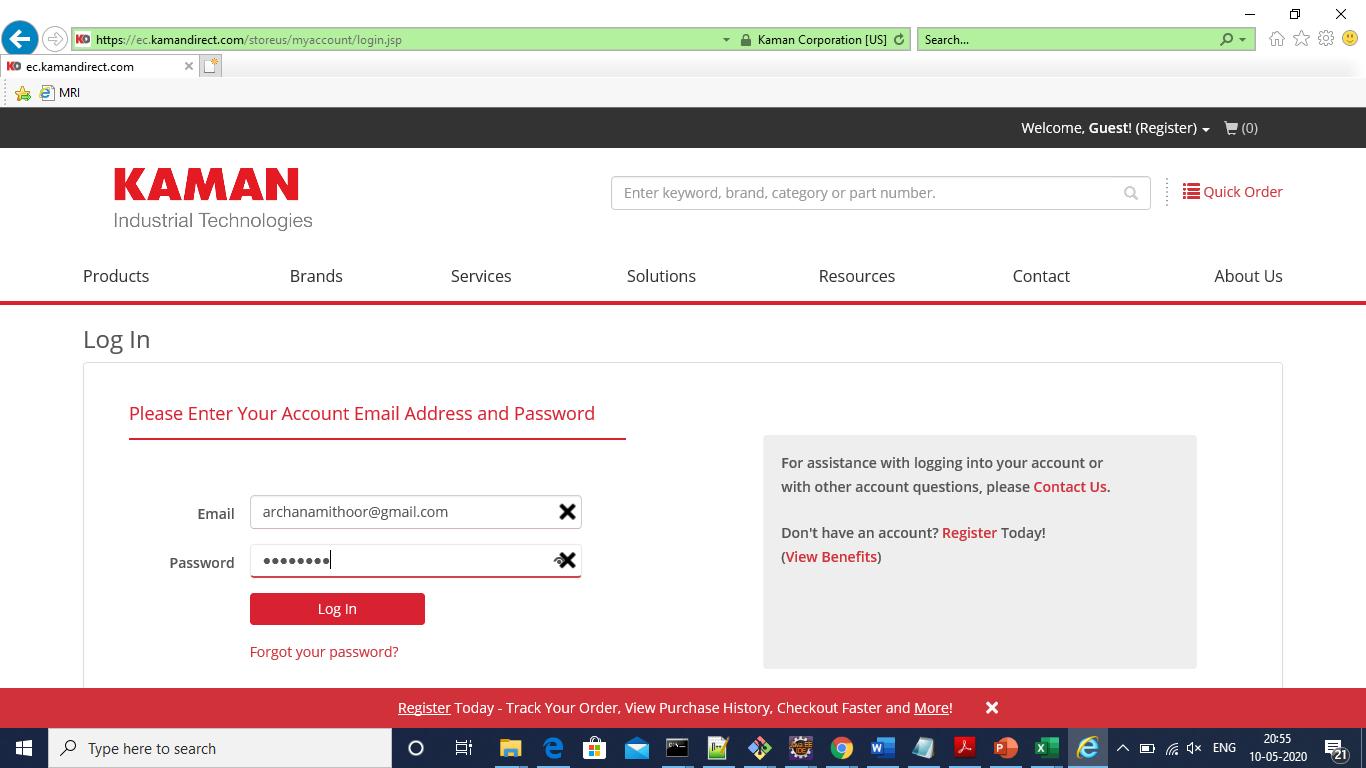 https://ec.kamandirect.com/storeus/myaccount/login.jsp
Kaman Corporation [US]
Search...
KD ec.kamandirect.com
MRI
Welcome, Guest! (Register)
(0)
KAMAN
Industrial Technologies
Enter keyword, brand, category or part number.
Quick Order
Products Brands Services Solutions Resources Contact About Us
Log In
Please Enter Your Account Email Address and Password
For assistance with logging into your account or
with other account questions, please Contact Us.
Don't have an account? Register Today!
(View Benefits)
Email archanamithoor@gmail.com
Password ••••••••
Log In
Forgot your password?
Register Today - Track Your Order, View Purchase History, Checkout Faster and More!
Type here to search
ENG
20:55
10-05-2020
21